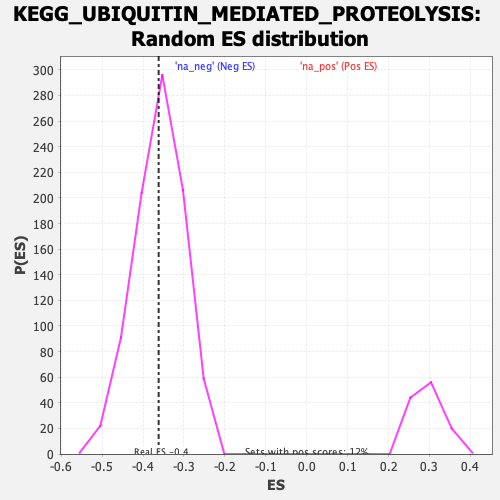 KEGG_UBIQUITIN_MEDIATED_PROTEOLYSIS:
Random ES distribution
'na_neg' (Neg ES)
'na_pos' (Pos ES)
300
280
260
240
220
200
180
160
140
120
100
80
60
40
20
0
P(ES)
Real ES -0.4
Sets with pos scores: 12%
-0.6 -0.5 -0.4 -0.3 -0.2 -0.1 0.0 0.1 0.2 0.3 0.4
ES